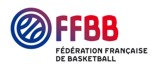 FFBB
FÉDÉRATION FRANÇAISE
DE BASKETBALL